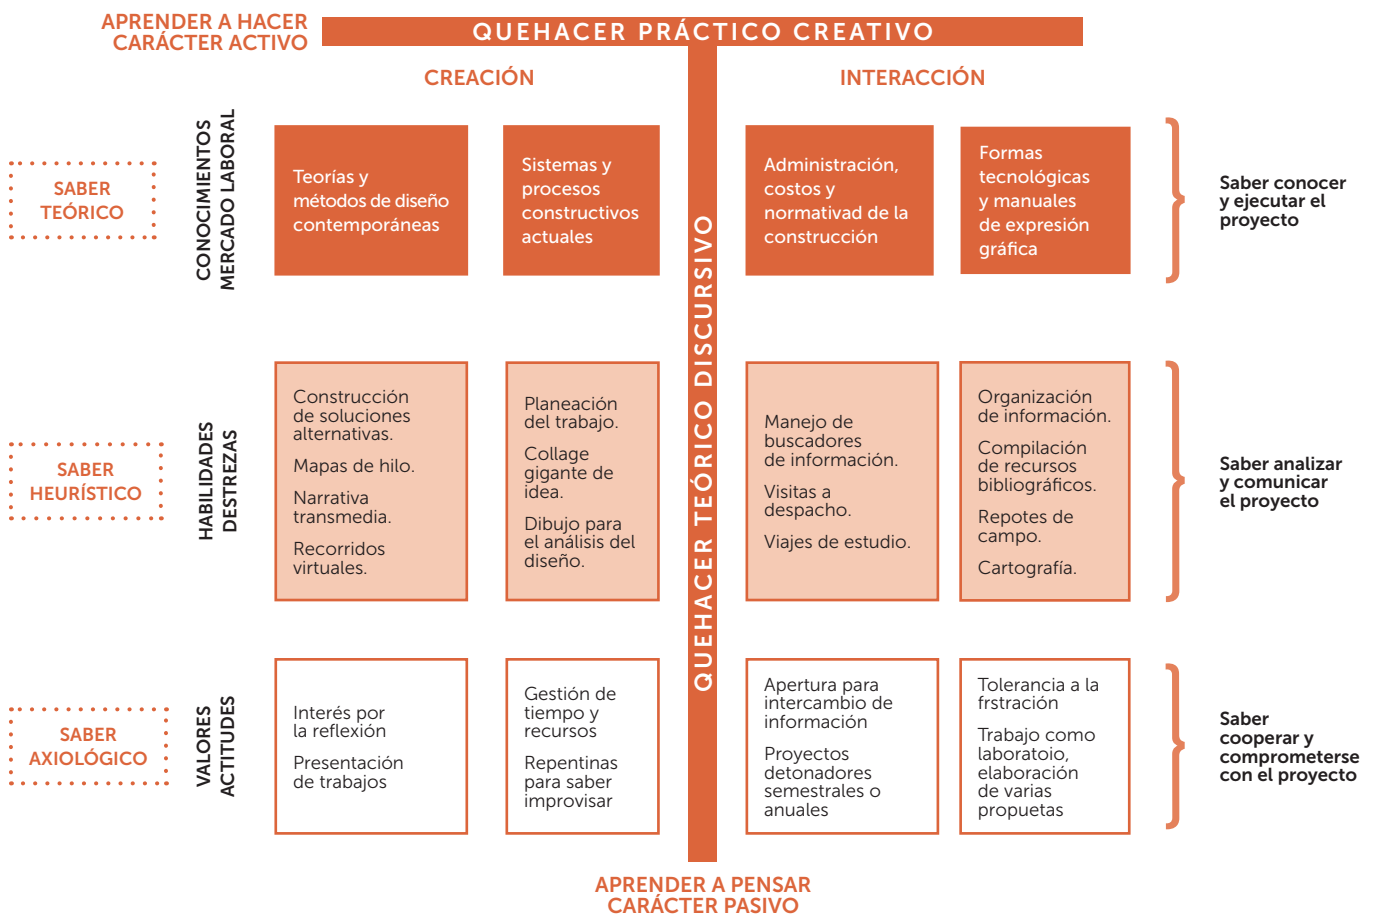 APRENDER A HACER
CARÁCTER ACTIVO
QUEHACER PRÁCTICO CREATIVO
CREACIÓN
INTERACCIÓN
QUEHACER TEÓRICO DISCURSIVO
SABER
TEÓRICO
CONOCIMIENTOS
MERCADO LABORAL
Teorías y
métodos de diseño
contemporáneas
Sistemas y
procesos
constructivos
actuales
Administración,
costos y
normativad de la
construcción
Formas
tecnológicas
y manuales
de expresión
gráfica
Saber conocer
y ejecutar el
proyecto
SABER
HEURÍSTICO
HABILIDADES
DESTREZAS
Construcción
de soluciones
alternativas.
Mapas de hilo.
Narrativa
transmedia.
Recorridos
virtuales.
Planeación
del trabajo.
Collage
gigante de
idea.
Dibujo para
el análisis del
diseño.
Manejo de
buscadores
de información.
Visitas a
despacho.
Viajes de estudio.
Organización
de información.
Compilación
de recursos
bibliográficos.
Repotes de
campo.
Cartografía.
Saber analizar
y comunicar
el proyecto
SABER
AXIOLÓGICO
VALORES
ACTITUDES
Interés por
la reflexión
Presentación
de trabajos
Gestión de
tiempo y
recursos
Repentinas
para saber
improvisar
Apertura para
intercambio de
información
Proyectos
detonadores
semestrales o
anuales
Tolerancia a la
frstración
Trabajo como
laboratoio,
elaboración
de varias
propuetas
Saber
cooperar y
comprometerse
con el proyecto
APRENDER A PENSAR
CARÁCTER PASIVO